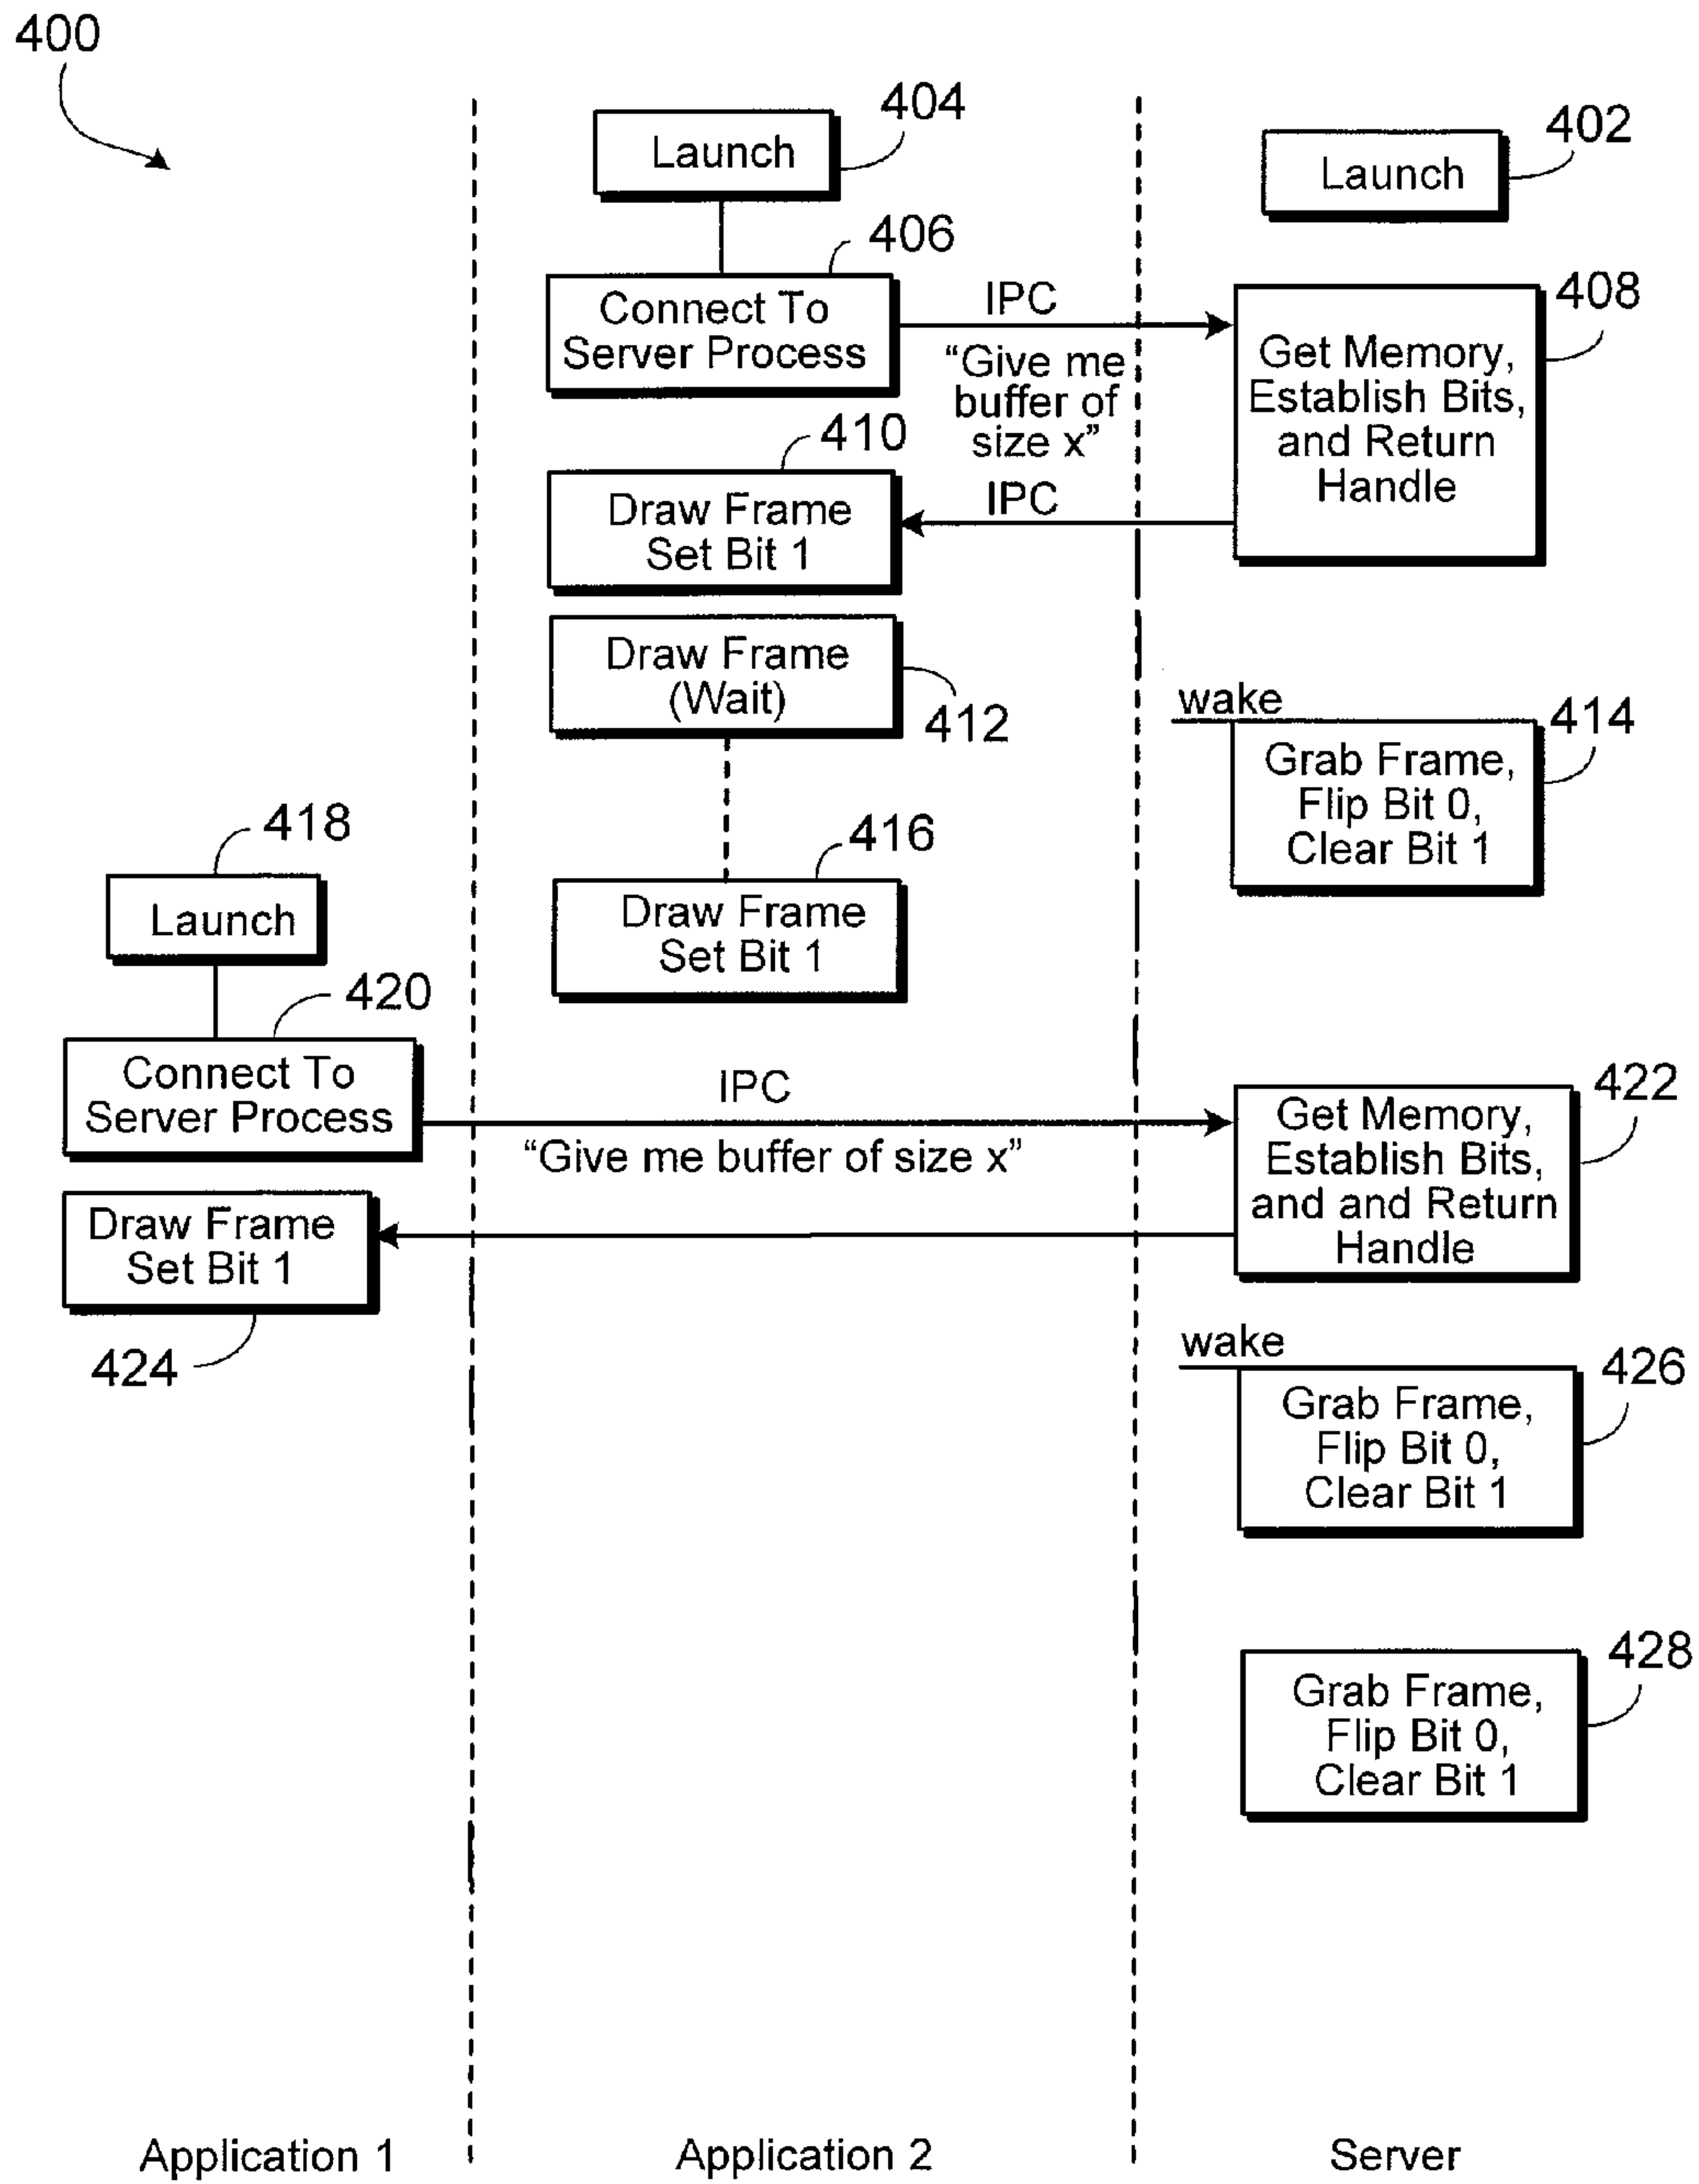 400
404
Launch
402
Launch
406
Connect To
Server Process
IPC
“Give me
buffer of
size x”
408
Get Memory,
Establish Bits,
and Return
Handle
410
Draw Frame
Set Bit 1
IPC
Draw Frame
(Wait)
412
wake
414
Grab Frame,
Flip Bit 0,
Clear Bit 1
416
Draw Frame
Set Bit 1
418
Launch
420
Connect To
Server Process
IPC
“Give me buffer of size x”
422
Get Memory,
Establish Bits,
and and Return
Handle
Draw Frame
Set Bit 1
424
wake
426
Grab Frame,
Flip Bit 0,
Clear Bit 1
428
Grab Frame,
Flip Bit 0,
Clear Bit 1
Application 1
Application 2
Server